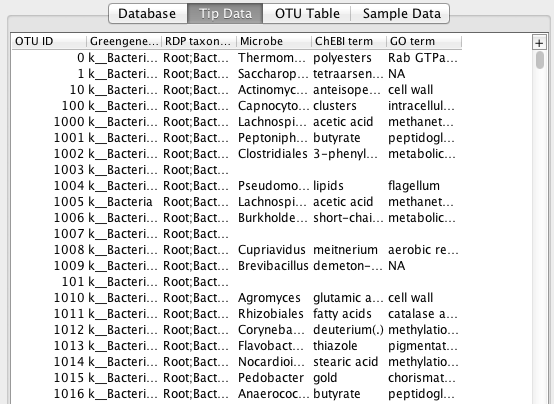 Database Tip Data OTU Table Sample Data
OTU ID Greengene... RDP taxon... Microbe ChEBI term GO term +
0 k__Bacteri... Root;Bact... Thermom... polyesters Rab GTPa...
1 k__Bacteri... Root;Bact... Saccharop... tetraarsen... NA
10 k__Bacteri... Root;Bact... Actinomyc... anteisope... cell wall
100 k__Bacteri... Root;Bact... Capnocyto... clusters intracellul...
1000 k__Bacteri... Root;Bact... Lachnospi... acetic acid methanet...
1001 k__Bacteri... Root;Bact... Peptoniph... butyrate peptidogl...
1002 k__Bacteri... Root;Bact... Clostridiales 3-phenyl... metabolic...
1003 k__Bacteri... Root;Bact...
1004 k__Bacteri... Root;Bact... Pseudomo... lipids flagellum
1005 k__Bacteria Root;Bact... Lachnospi... acetic acid methanet...
1006 k__Bacteri... Root;Bact... Burkholde... short-chai... metabolic...
1007 k__Bacteri... Root;Bact...
1008 k__Bacteri... Root;Bact... Cupriavidus meitnerium aerobic re...
1009 k__Bacteri... Root;Bact... Brevibacillus demeton-... NA
101 k__Bacteri... Root;Bact...
1010 k__Bacteri... Root;Bact... Agromyces glutamic a... cell wall
1011 k__Bacteri... Root;Bact... Rhizobiales fatty acids catalase a...
1012 k__Bacteri... Root;Bact... Coryneba... deuterium(.) methylatio...
1013 k__Bacteri... Root;Bact... Flavobact... thiazole pigmentat...
1014 k__Bacteri... Root;Bact... Nocardioi... stearic acid methylatio...
1015 k__Bacteri... Root;Bact... Pedobacter gold chorismat...
1016 k__Bacteri... Root;Bact... Anaerococ... butyrate peptidogl...